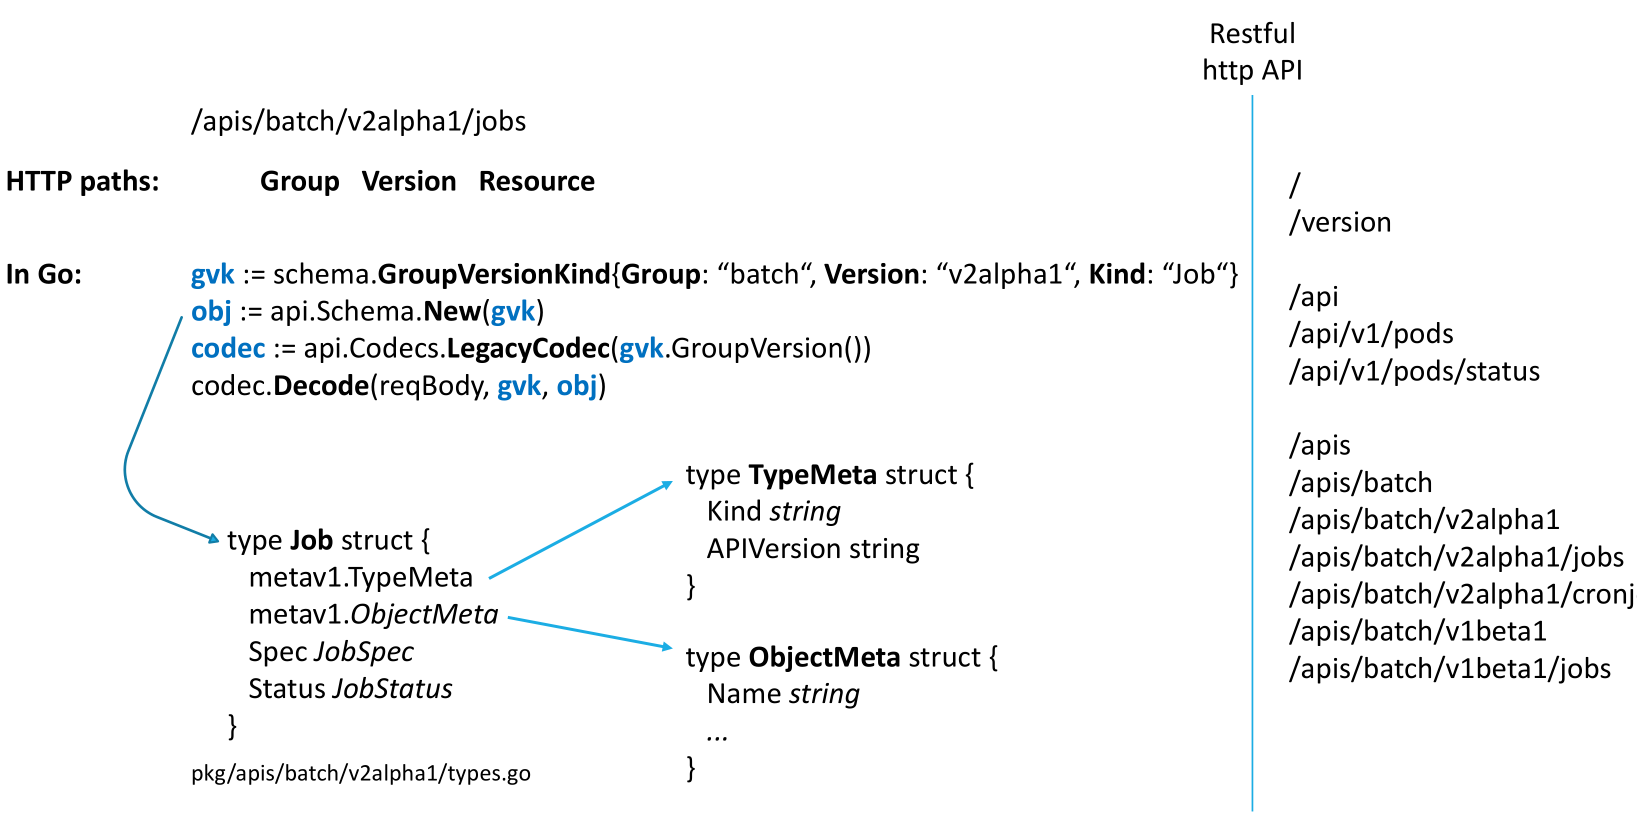 Restful
http API
/apis/batch/v2alpha1/jobs
HTTP paths: Group Version Resource
In Go: gvk := schema.GroupVersionKind{Group: “batch“, Version: “v2alpha1“, Kind: “Job“}
obj := api.Schema.New(gvk)
codec := api.Codecs.LegacyCodec(gvk.GroupVersion())
codec.Decode(reqBody, gvk, obj)
type Job struct {
metav1.TypeMeta
metav1.ObjectMeta
Spec JobSpec
Status JobStatus
}
pkg/apis/batch/v2alpha1/types.go
type TypeMeta struct {
Kind string
APIVersion string
}
type ObjectMeta struct {
Name string
...
}
/
/version
/api
/api/v1/pods
/api/v1/pods/status
/apis
/apis/batch
/apis/batch/v2alpha1
/apis/batch/v2alpha1/jobs
/apis/batch/v2alpha1/cronj
/apis/batch/v1beta1
/apis/batch/v1beta1/jobs